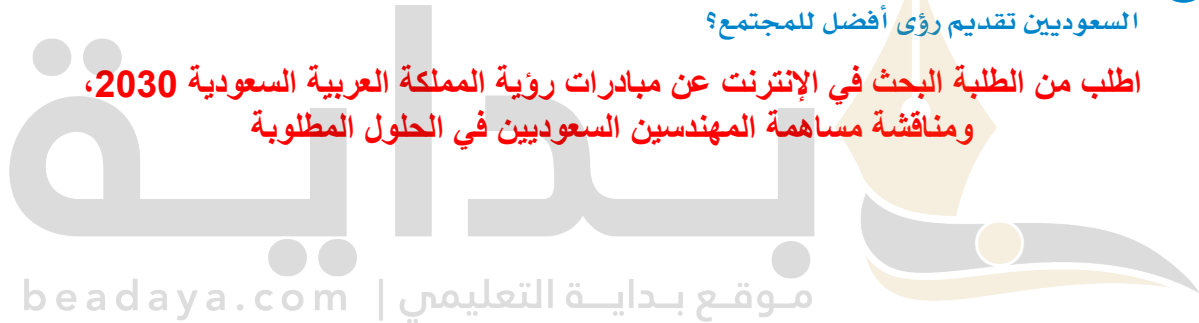 السعوديين تقديم رؤى أفضل للمجتمع؟
اطلب من الطلبة البحث في الإنترنت عن مبادرات رؤية المملكة العربية السعودية 2030،
ومناقشة مساهمة المهندسين السعوديين في الحلول المطلوبة
بداية
موقع بداية التعليمي | beadaya.com